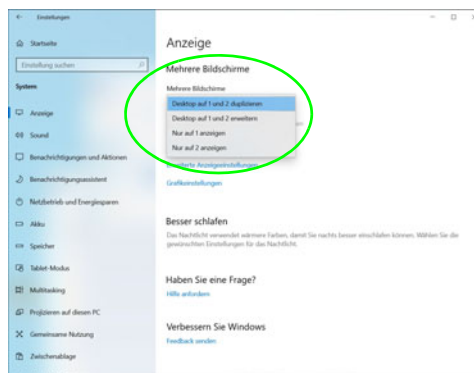 Einstellungen
Startseite
Einstellung suchen
System
Anzeige
Sound
Benachrichtigungen und Aktionen
Benachrichtigungsassistent
Netzbetrieb und Energiesparen
Akku
Speicher
Tablet-Modus
Multitasking
Projizieren auf diesen PC
Gemeinsame Nutzung
Zwischenablage
Anzeige
Mehrere Bildschirme
Mehrere Bildschirme
Desktop auf 1 und 2 duplizieren
Desktop auf 1 und 2 erweitern
Nur auf 1 anzeigen
Nur auf 2 anzeigen
Erweiterte Anzeigeeinstellungen
Grafikeinstellungen
Besser schlafen
Das Nachtlicht verwendet wärmere Farben, damit Sie nachts besser einschlafen können. Wählen Sie die
gewünschten Einstellungen für das Nachtlicht.
Haben Sie eine Frage?
Hilfe anfordern
Verbessern Sie Windows
Feedback senden